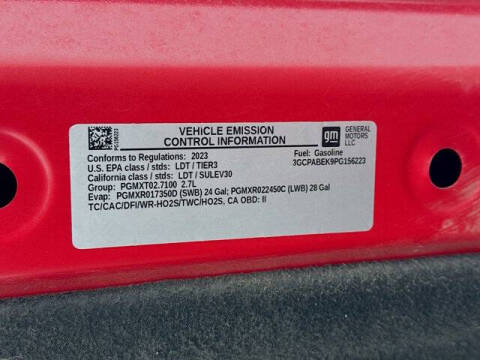 PG156223
VEHICLE EMISSION
CONTROL INFORMATION
gm GENERAL MOTORS LLC
Conforms to Regulations: 2023
Fuel: Gasoline
U.S. EPA class / stds: LDT / TIER3
3GCPABEK9PG156223
California class / stds: LDT / SULEV30
Group: PGMXT02.7100 2.7L
Evap: PGMXR017350D (SWB) 24 Gal; PGMXR022450C (LWB) 28 Gal
TC/CAC/DFI/WR-HO2S/TWC/HO2S, CA OBD: II